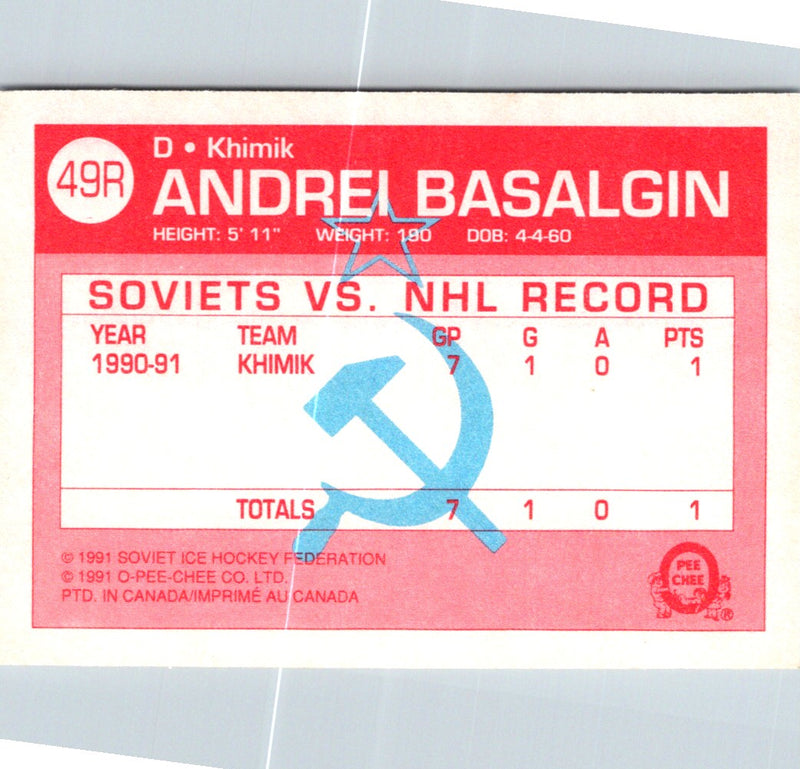 49R
D • Khimik
ANDREI BASALGIN
HEIGHT: 5' 11" WEIGHT: 190 DOB: 4-4-60
SOVIETS VS. NHL RECORD
YEAR TEAM GP G A PTS
1990-91 KHIMIK 7 1 0 1
TOTALS 7 1 0 1
© 1991 SOVIET ICE HOCKEY FEDERATION
© 1991 O-PEE-CHEE CO. LTD.
PTD. IN CANADA/IMPRIMÉ AU CANADA
O
PEE
CHEE
®